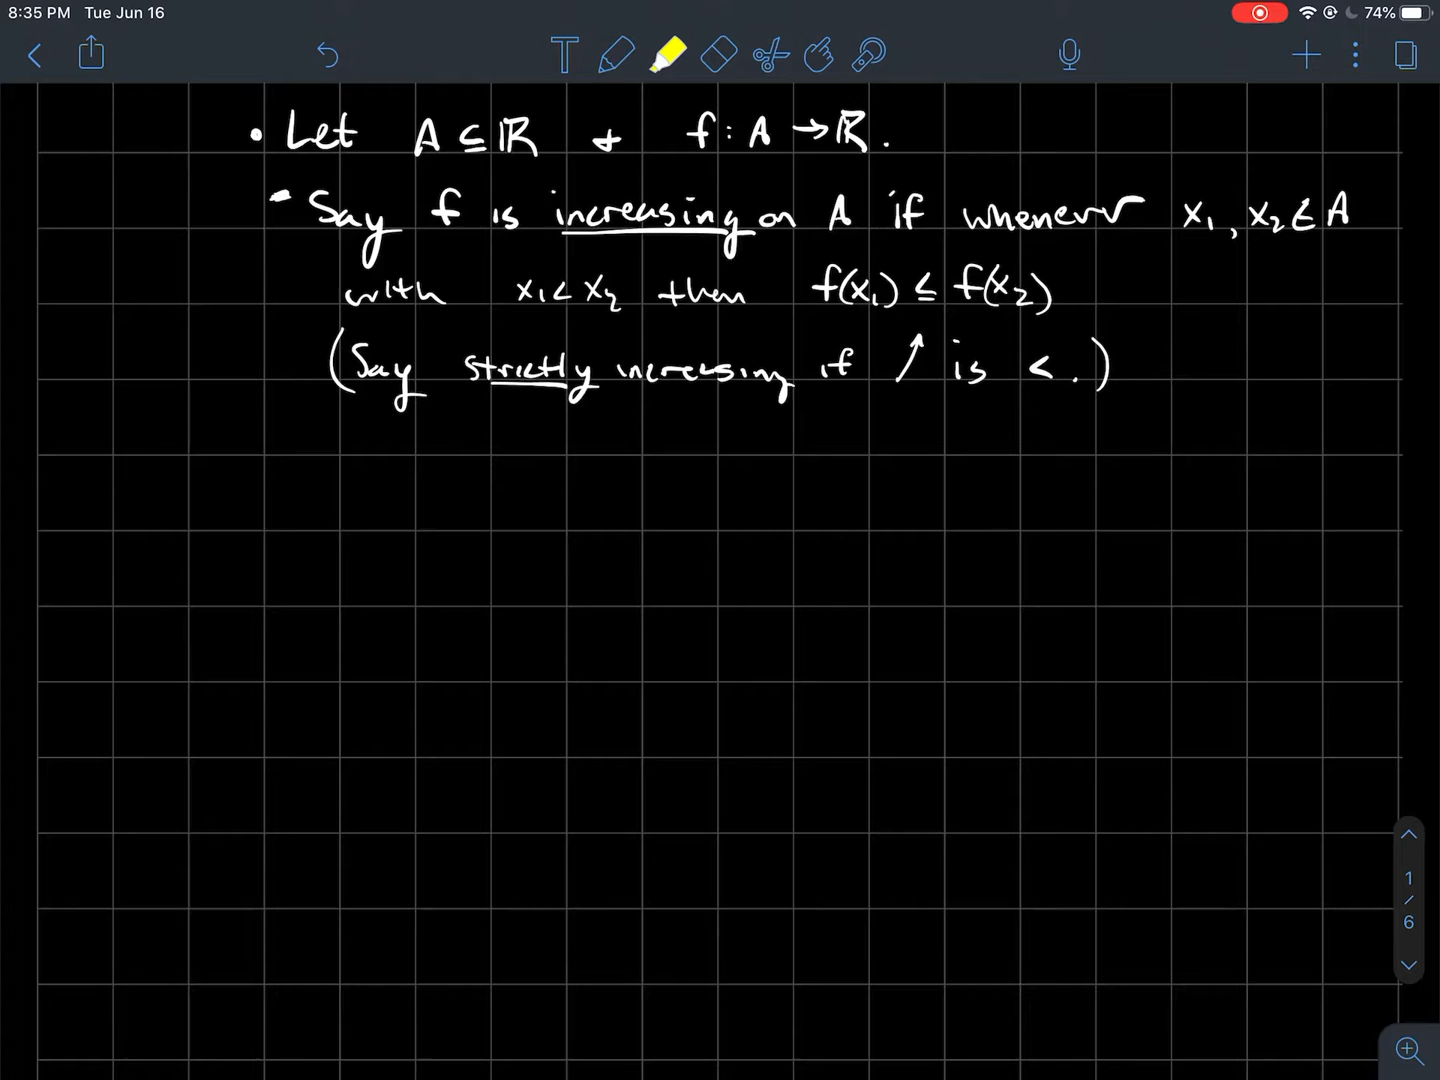 8:35 PM Tue Jun 16 74%
• Let A ⊆ ℝ + f : A → ℝ.
• Say f is increasing on A if whenever x₁, x₂ ∈ A
with x₁ < x₂ then f(x₁) ≤ f(x₂)
(Say strictly increasing if ↗ is < .)
1
/
6